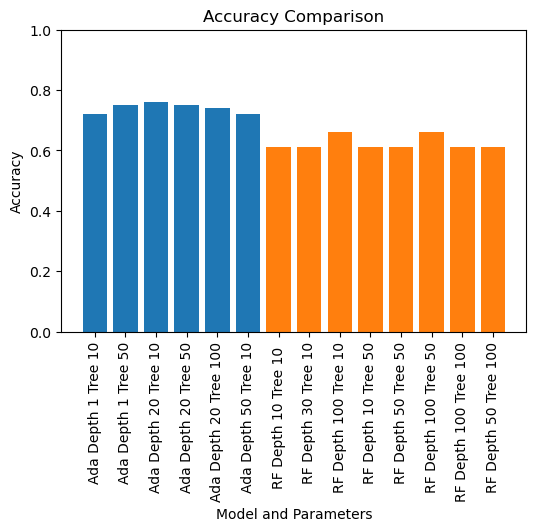 Accuracy Comparison
1.0
0.8
0.6
0.4
0.2
0.0
Accuracy
Ada Depth 1 Tree 10
Ada Depth 1 Tree 50
Ada Depth 20 Tree 10
Ada Depth 20 Tree 50
Ada Depth 20 Tree 100
Ada Depth 50 Tree 10
RF Depth 10 Tree 10
RF Depth 30 Tree 10
RF Depth 100 Tree 10
RF Depth 10 Tree 50
RF Depth 50 Tree 50
RF Depth 100 Tree 50
RF Depth 100 Tree 100
RF Depth 50 Tree 100
Model and Parameters